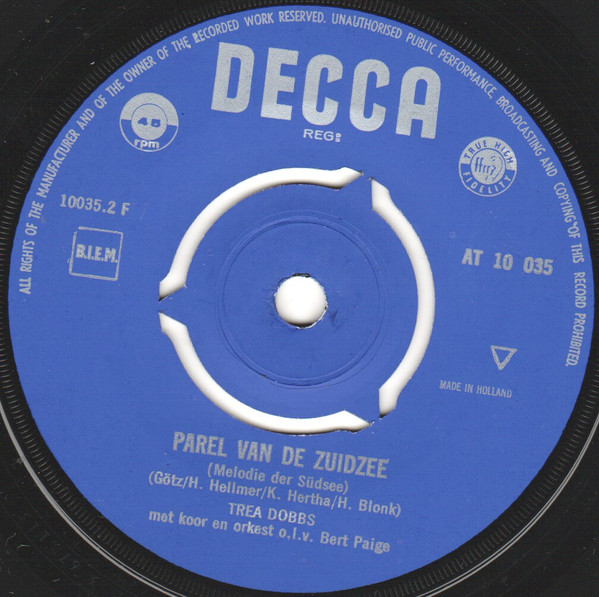 ALL RIGHTS OF THE MANUFACTURER AND OF THE OWNER OF THE RECORDED WORK RESERVED. UNAUTHORISED PUBLIC PERFORMANCE, BROADCASTING AND COPYING OF THIS RECORD PROHIBITED.
DECCA
REG:
45
rpm
TRUE HIGH
ffrr
FIDELITY
10035.2 F
B.I.E.M.
AT 10 035
MADE IN HOLLAND
PAREL VAN DE ZUIDZEE
(Melodie der Südsee)
(Götz/H. Hellmer/K. Hertha/H. Blonk)
TREA DOBBS
met koor en orkest o.l.v. Bert Paige